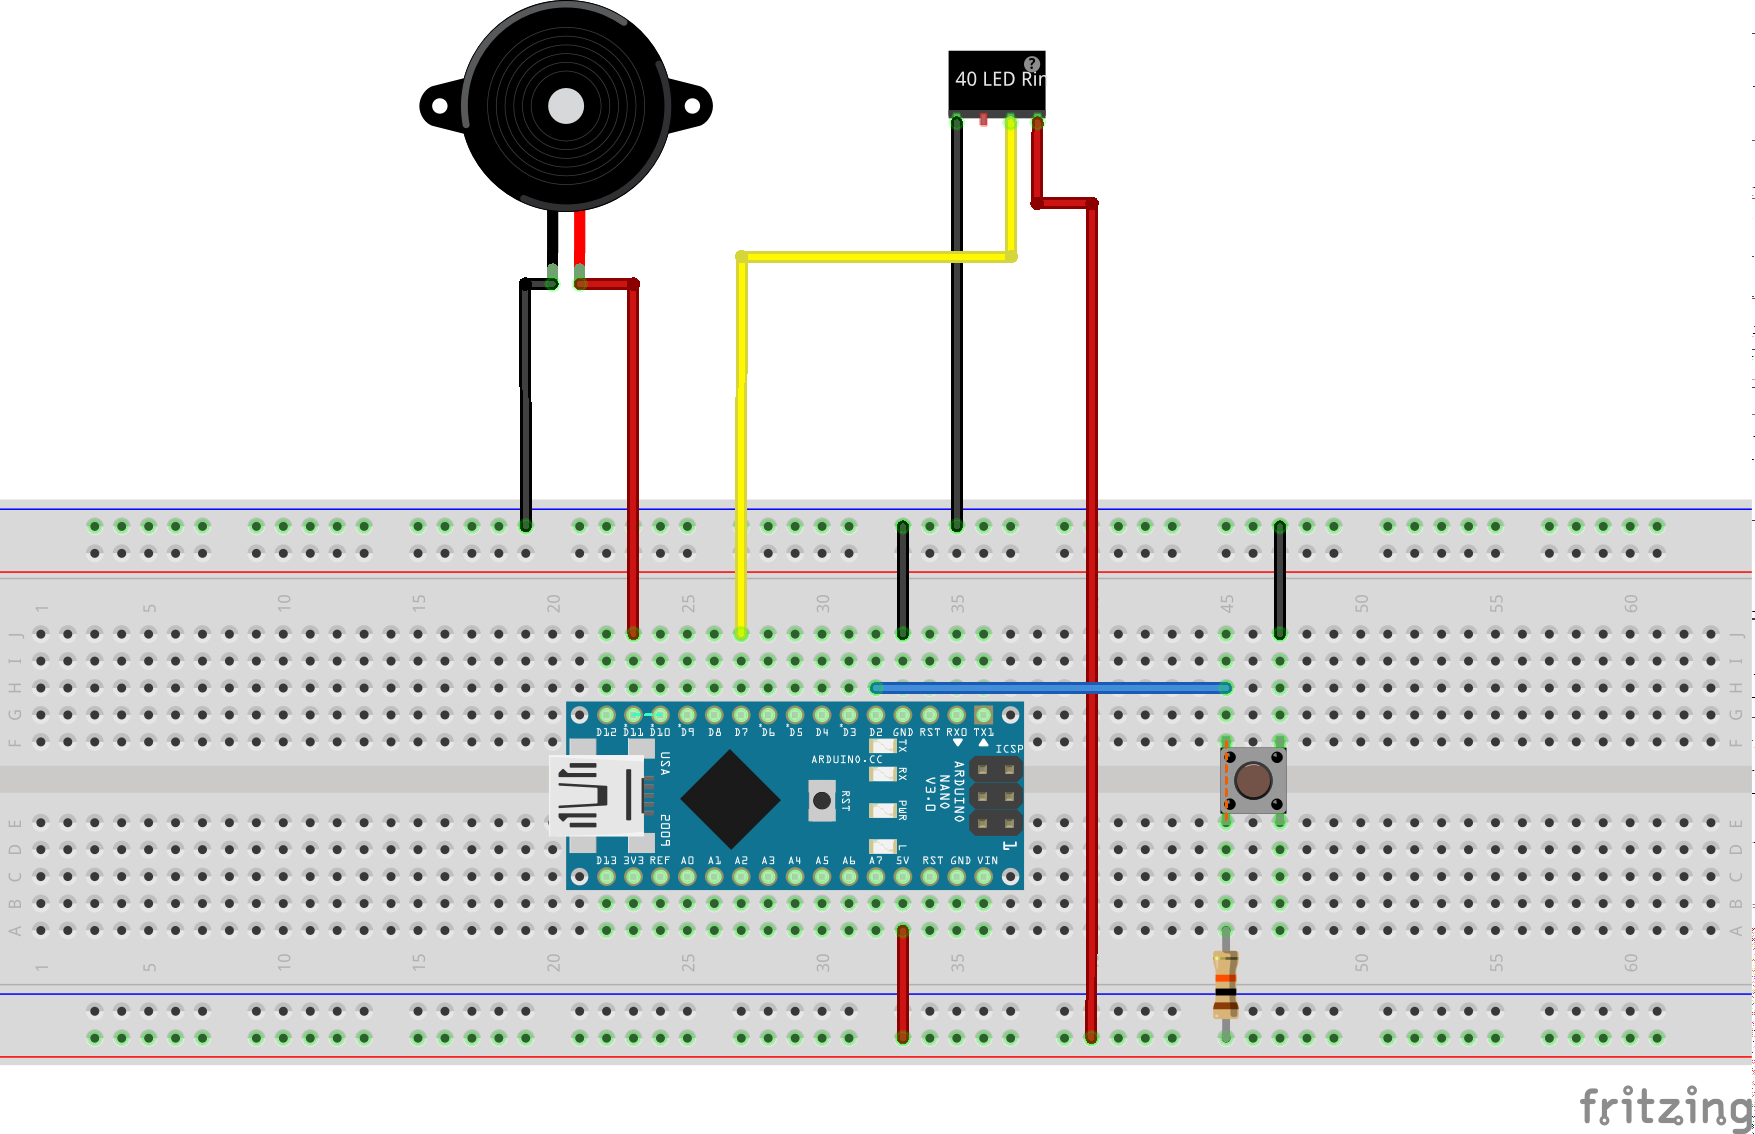 40 LED Rin
1 5 10 15 20 25 30 35 45 50 55 60
J J
I I
H H
G G
D12 D11 D10 D9 D8 D7 D6 D5 D4 D3 D2 GND RST RX0 TX1
F F
TX
ICSP
USA
ARDUINO.CC
RX
ARDUINO
NANO
V3.0
RST
PWR
2005
E E
L
1
D D
D13 3V3 REF A0 A1 A2 A3 A4 A5 A6 A7 5V RST GND VIN
C C
B B
A A
1 5 10 15 20 25 30 35 50 55 60
fritzing